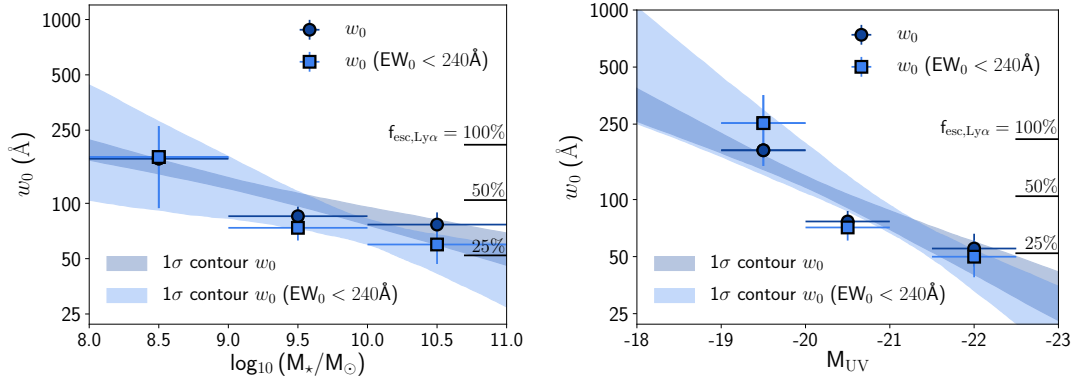 1000
500
250
100
50
25
w₀ (Å)
w₀
w₀ (EW₀ < 240Å)
f_esc,Lyα = 100%
50%
25%
1σ contour w₀
1σ contour w₀ (EW₀ < 240Å)
8.0 8.5 9.0 9.5 10.0 10.5 11.0
log₁₀(M⋆/M⊙)
1000
500
250
100
50
25
w₀ (Å)
w₀
w₀ (EW₀ < 240Å)
f_esc,Lyα = 100%
50%
25%
1σ contour w₀
1σ contour w₀ (EW₀ < 240Å)
-18 -19 -20 -21 -22 -23
M_UV